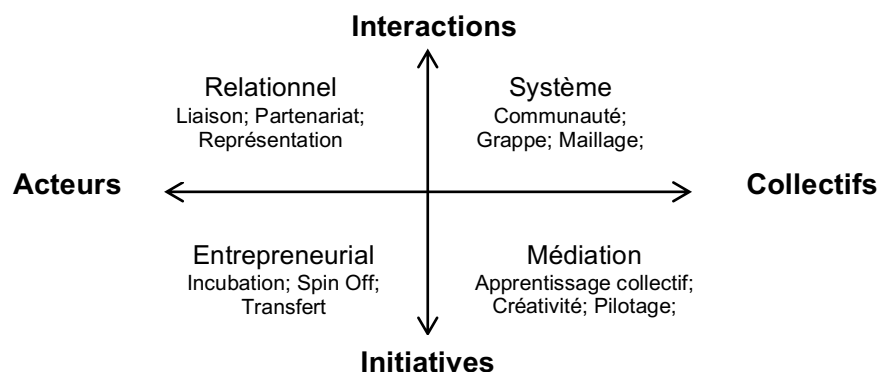 Interactions
Relationnel
Liaison; Partenariat;
Représentation
Système
Communauté;
Grappe; Maillage;
Acteurs
Collectifs
Entrepreneurial
Incubation; Spin Off;
Transfert
Médiation
Apprentissage collectif;
Créativité; Pilotage;
Initiatives